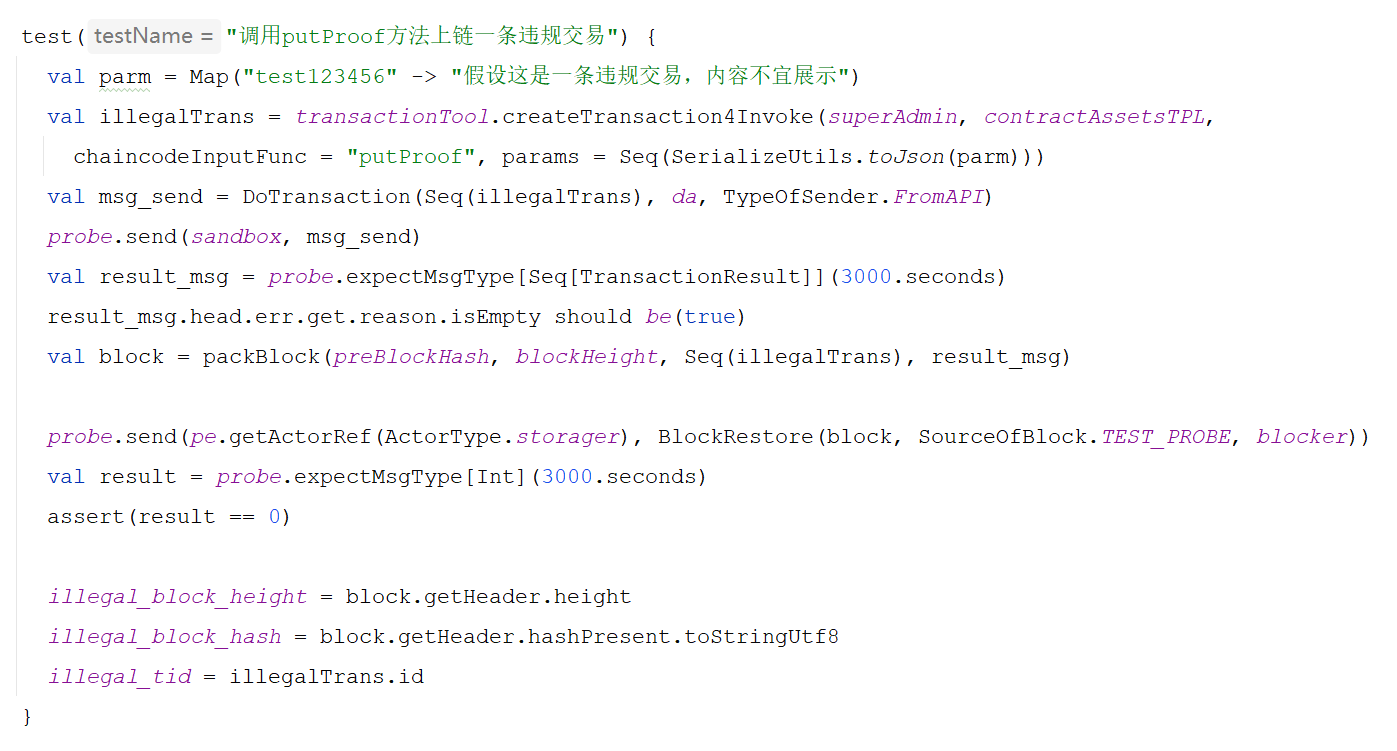 test( testName = "调用putProof方法上链一条违规交易") {
val parm = Map("test123456" -> "假设这是一条违规交易，内容不宜展示")
val illegalTrans = transactionTool.createTransaction4Invoke(superAdmin, contractAssetsTPL,
chaincodeInputFunc = "putProof", params = Seq(SerializeUtils.toJson(parm)))
val msg_send = DoTransaction(Seq(illegalTrans), da, TypeOfSender.FromAPI)
probe.send(sandbox, msg_send)
val result_msg = probe.expectMsgType[Seq[TransactionResult]](3000.seconds)
result_msg.head.err.get.reason.isEmpty should be(true)
val block = packBlock(preBlockHash, blockHeight, Seq(illegalTrans), result_msg)
probe.send(pe.getActorRef(ActorType.storager), BlockRestore(block, SourceOfBlock.TEST_PROBE, blocker))
val result = probe.expectMsgType[Int](3000.seconds)
assert(result == 0)
illegal_block_height = block.getHeader.height
illegal_block_hash = block.getHeader.hashPresent.toStringUtf8
illegal_tid = illegalTrans.id
}